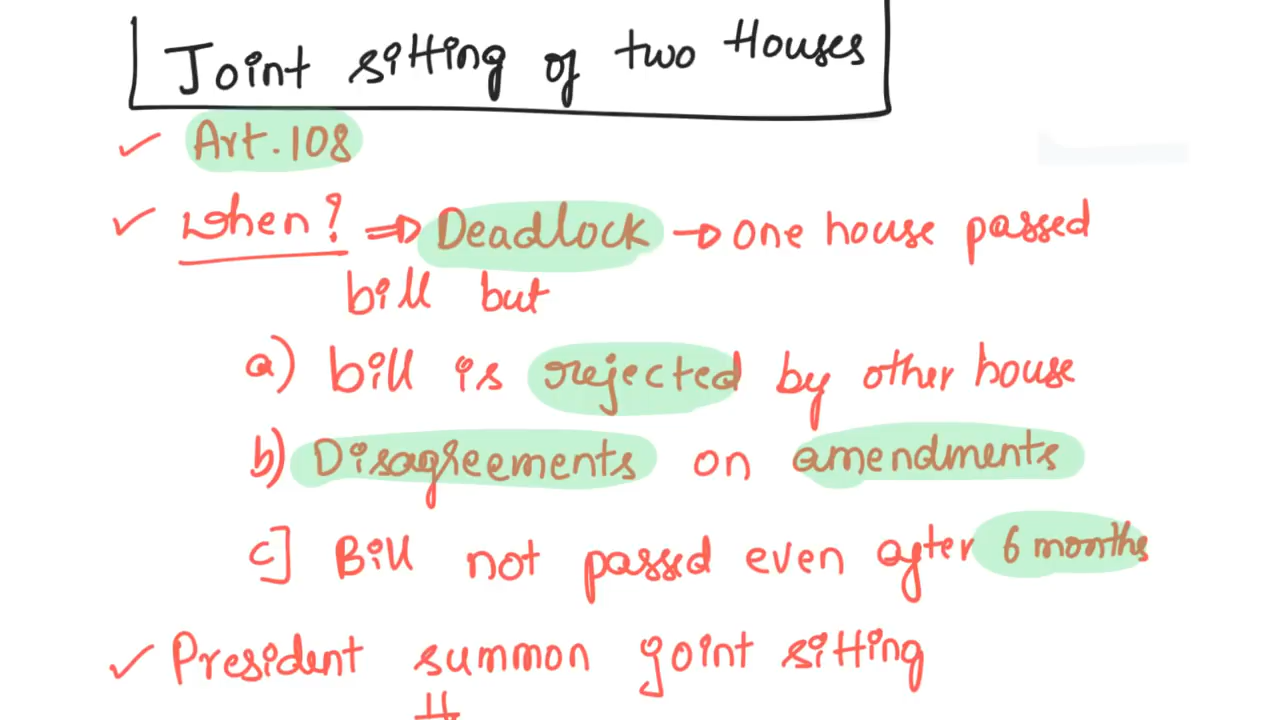 Joint sitting of two Houses
Art. 108
When? ⇒ Deadlock → one house passed
bill but
a) bill is rejected by other house
b) Disagreements on amendments
c] Bill not passed even after 6 months
President summon joint sitting